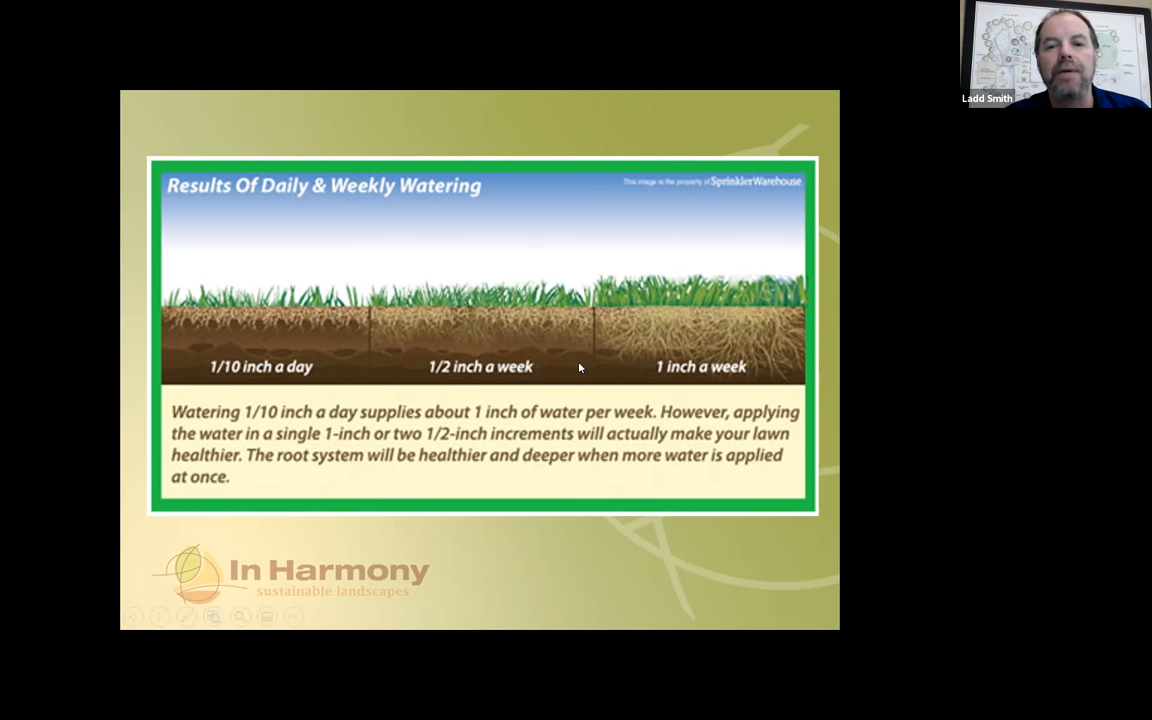 Ladd Smith
Results Of Daily & Weekly Watering
This image is the property of SprinklerWarehouse
1/10 inch a day
1/2 inch a week
1 inch a week
Watering 1/10 inch a day supplies about 1 inch of water per week. However, applying
the water in a single 1-inch or two 1/2-inch increments will actually make your lawn
healthier. The root system will be healthier and deeper when more water is applied
at once.
In Harmony
sustainable landscapes